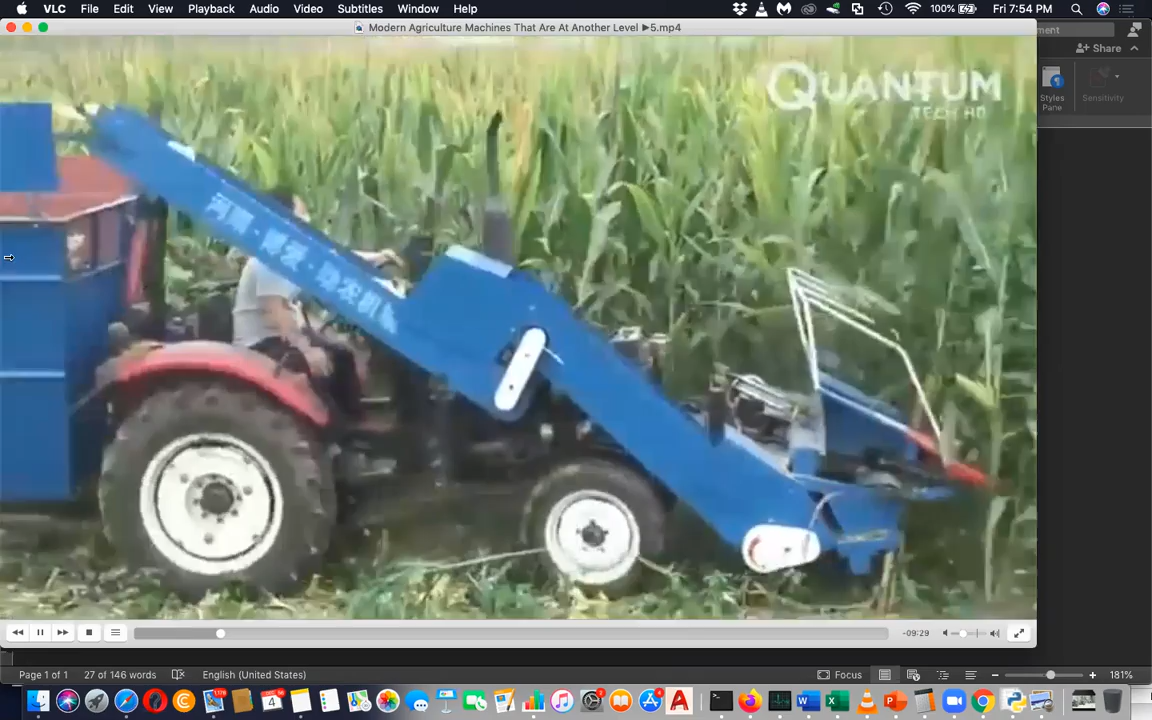 VLC File Edit View Playback Audio Video Subtitles Window Help
100% Fri 7:54 PM
Modern Agriculture Machines That Are At Another Level ▶5.mp4
ment
Share
Styles Pane
Sensitivity
QUANTUM
TECH HD
-09:29
Page 1 of 1 27 of 146 words English (United States) Focus 181%